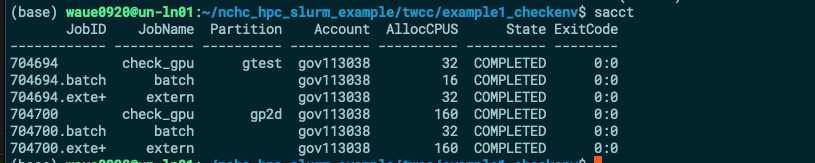 (base) waue0920@un-ln01:~/nchc_hpc_slurm_example/twcc/example1_checkenv$ sacct
JobID JobName Partition Account AllocCPUS State ExitCode
------------ ---------- ---------- ---------- ---------- ---------- --------
704694 check_gpu gtest gov113038 32 COMPLETED 0:0
704694.batch batch gov113038 16 COMPLETED 0:0
704694.exte+ extern gov113038 32 COMPLETED 0:0
704700 check_gpu gp2d gov113038 160 COMPLETED 0:0
704700.batch batch gov113038 32 COMPLETED 0:0
704700.exte+ extern gov113038 160 COMPLETED 0:0
(base) waue0920@un-ln01:~/nchc_hpc_slurm_example/twcc/example1_checkenv$